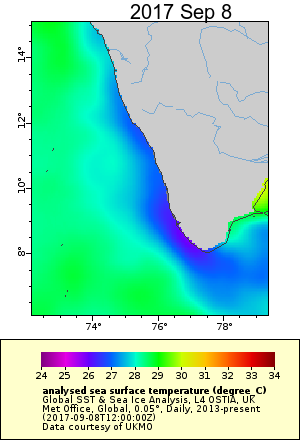 2017 Sep 8
14°
12°
10°
8°
74° 76° 78°
24 25 26 27 28 29 30 31 32 33 34
analysed sea surface temperature (degree_C)
Global SST & Sea Ice Analysis, L4 OSTIA, UK
Met Office, Global, 0.05°, Daily, 2013-present
(2017-09-08T12:00:00Z)
Data courtesy of UKMO